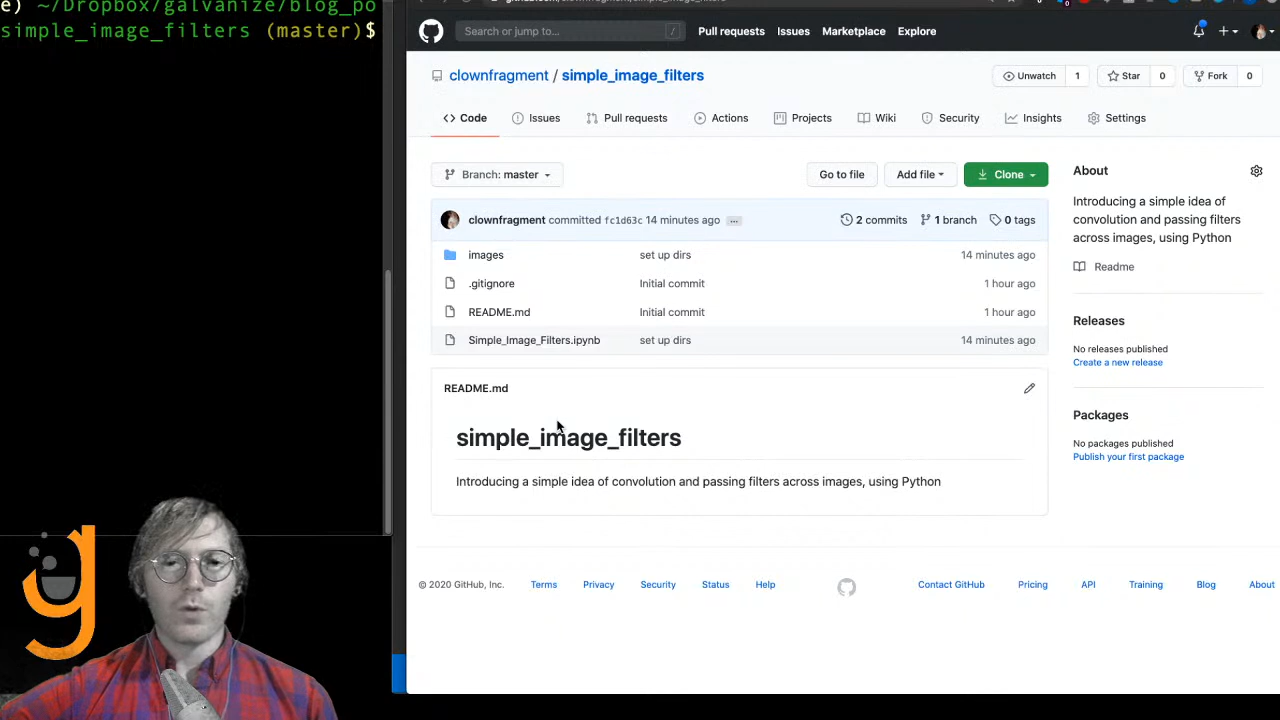 e) ~/Dropbox/galvanize/blog_po
simple_image_filters (master)$
Search or jump to...
/
Pull requests
Issues
Marketplace
Explore
clownfragment / simple_image_filters
Unwatch 1
Star 0
Fork 0
Code
Issues
Pull requests
Actions
Projects
Wiki
Security
Insights
Settings
Branch: master
Go to file
Add file
Clone
clownfragment committed fc1d63c 14 minutes ago ...
2 commits
1 branch
0 tags
images set up dirs 14 minutes ago
.gitignore Initial commit 1 hour ago
README.md Initial commit 1 hour ago
Simple_Image_Filters.ipynb set up dirs 14 minutes ago
README.md
simple_image_filters
Introducing a simple idea of convolution and passing filters across images, using Python
About
Introducing a simple idea of
convolution and passing filters
across images, using Python
Readme
Releases
No releases published
Create a new release
Packages
No packages published
Publish your first package
© 2020 GitHub, Inc.
Terms
Privacy
Security
Status
Help
Contact GitHub
Pricing
API
Training
Blog
About
g